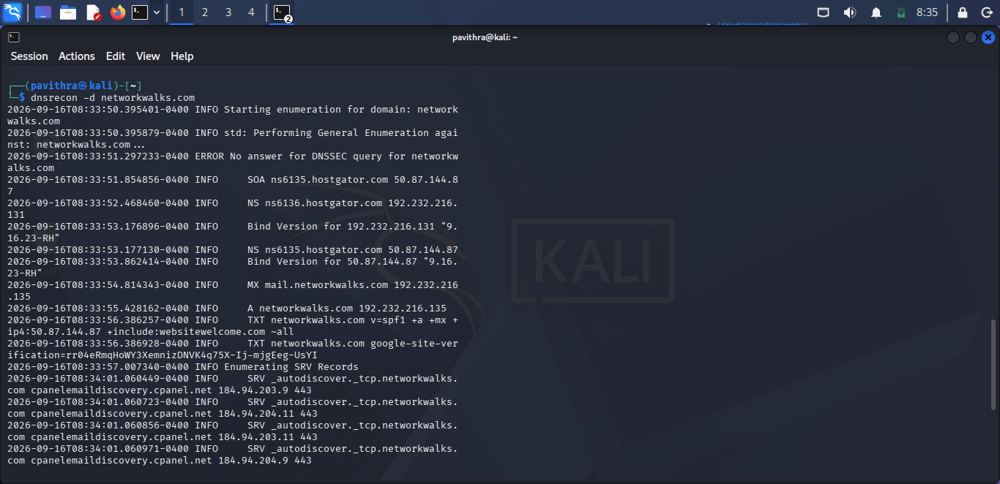 1 2 3 4 2 8:35
pavithra@kali: ~
Session Actions Edit View Help
┌──(pavithra㉿kali)-[~]
└─$ dnsrecon -d networkwalks.com
2026-09-16T08:33:50.395401-0400 INFO Starting enumeration for domain: network
walks.com
2026-09-16T08:33:50.395879-0400 INFO std: Performing General Enumeration agai
nst: networkwalks.com...
2026-09-16T08:33:51.297233-0400 ERROR No answer for DNSSEC query for networkw
alks.com
2026-09-16T08:33:51.854856-0400 INFO     SOA ns6135.hostgator.com 50.87.144.8
7
2026-09-16T08:33:52.468460-0400 INFO     NS ns6136.hostgator.com 192.232.216.
131
2026-09-16T08:33:53.176896-0400 INFO     Bind Version for 192.232.216.131 "9.
16.23-RH"
2026-09-16T08:33:53.177130-0400 INFO     NS ns6135.hostgator.com 50.87.144.87
2026-09-16T08:33:53.862414-0400 INFO     Bind Version for 50.87.144.87 "9.16.
23-RH"
2026-09-16T08:33:54.814343-0400 INFO     MX mail.networkwalks.com 192.232.216
.135
2026-09-16T08:33:55.428162-0400 INFO     A networkwalks.com 192.232.216.135
2026-09-16T08:33:56.386257-0400 INFO     TXT networkwalks.com v=spf1 +a +mx +
ip4:50.87.144.87 +include:websitewelcome.com ~all
2026-09-16T08:33:56.386928-0400 INFO     TXT networkwalks.com google-site-ver
ification=rr04eRmqHoWY3XemnizDNVK4q75X-Ij-mjgEeg-UsYI
2026-09-16T08:33:57.007340-0400 INFO Enumerating SRV Records
2026-09-16T08:34:01.060449-0400 INFO     SRV _autodiscover._tcp.networkwalks.
com cpanelemaildiscovery.cpanel.net 184.94.203.9 443
2026-09-16T08:34:01.060723-0400 INFO     SRV _autodiscover._tcp.networkwalks.
com cpanelemaildiscovery.cpanel.net 184.94.204.11 443
2026-09-16T08:34:01.060856-0400 INFO     SRV _autodiscover._tcp.networkwalks.
com cpanelemaildiscovery.cpanel.net 184.94.203.11 443
2026-09-16T08:34:01.060971-0400 INFO     SRV _autodiscover._tcp.networkwalks.
com cpanelemaildiscovery.cpanel.net 184.94.204.9 443
KALI